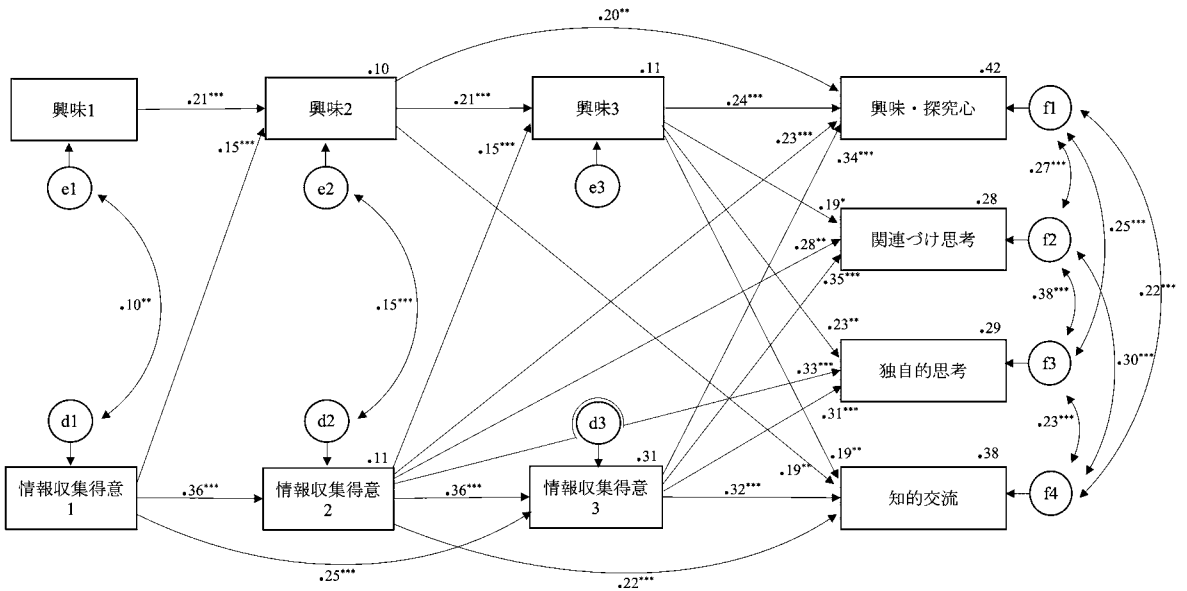 .20**
.10
.11
.42
興味1
.21***
興味2
.21***
興味3
.24***
興味・探究心
f1
.15***
.15***
.23***
.34***
.27***
e1
e2
e3
.19*
.28
.28**
関連づけ思考
f2
.25***
.35***
.10**
.15***
.38***
.22***
.23**
.29
.33***
独自的思考
f3
.30***
.31***
d1
d2
d3
.23***
.11
.31
.19**
.19**
.38
情報収集得意
1
.36***
情報収集得意
2
.36***
情報収集得意
3
.32***
知的交流
f4
.25***
.22***